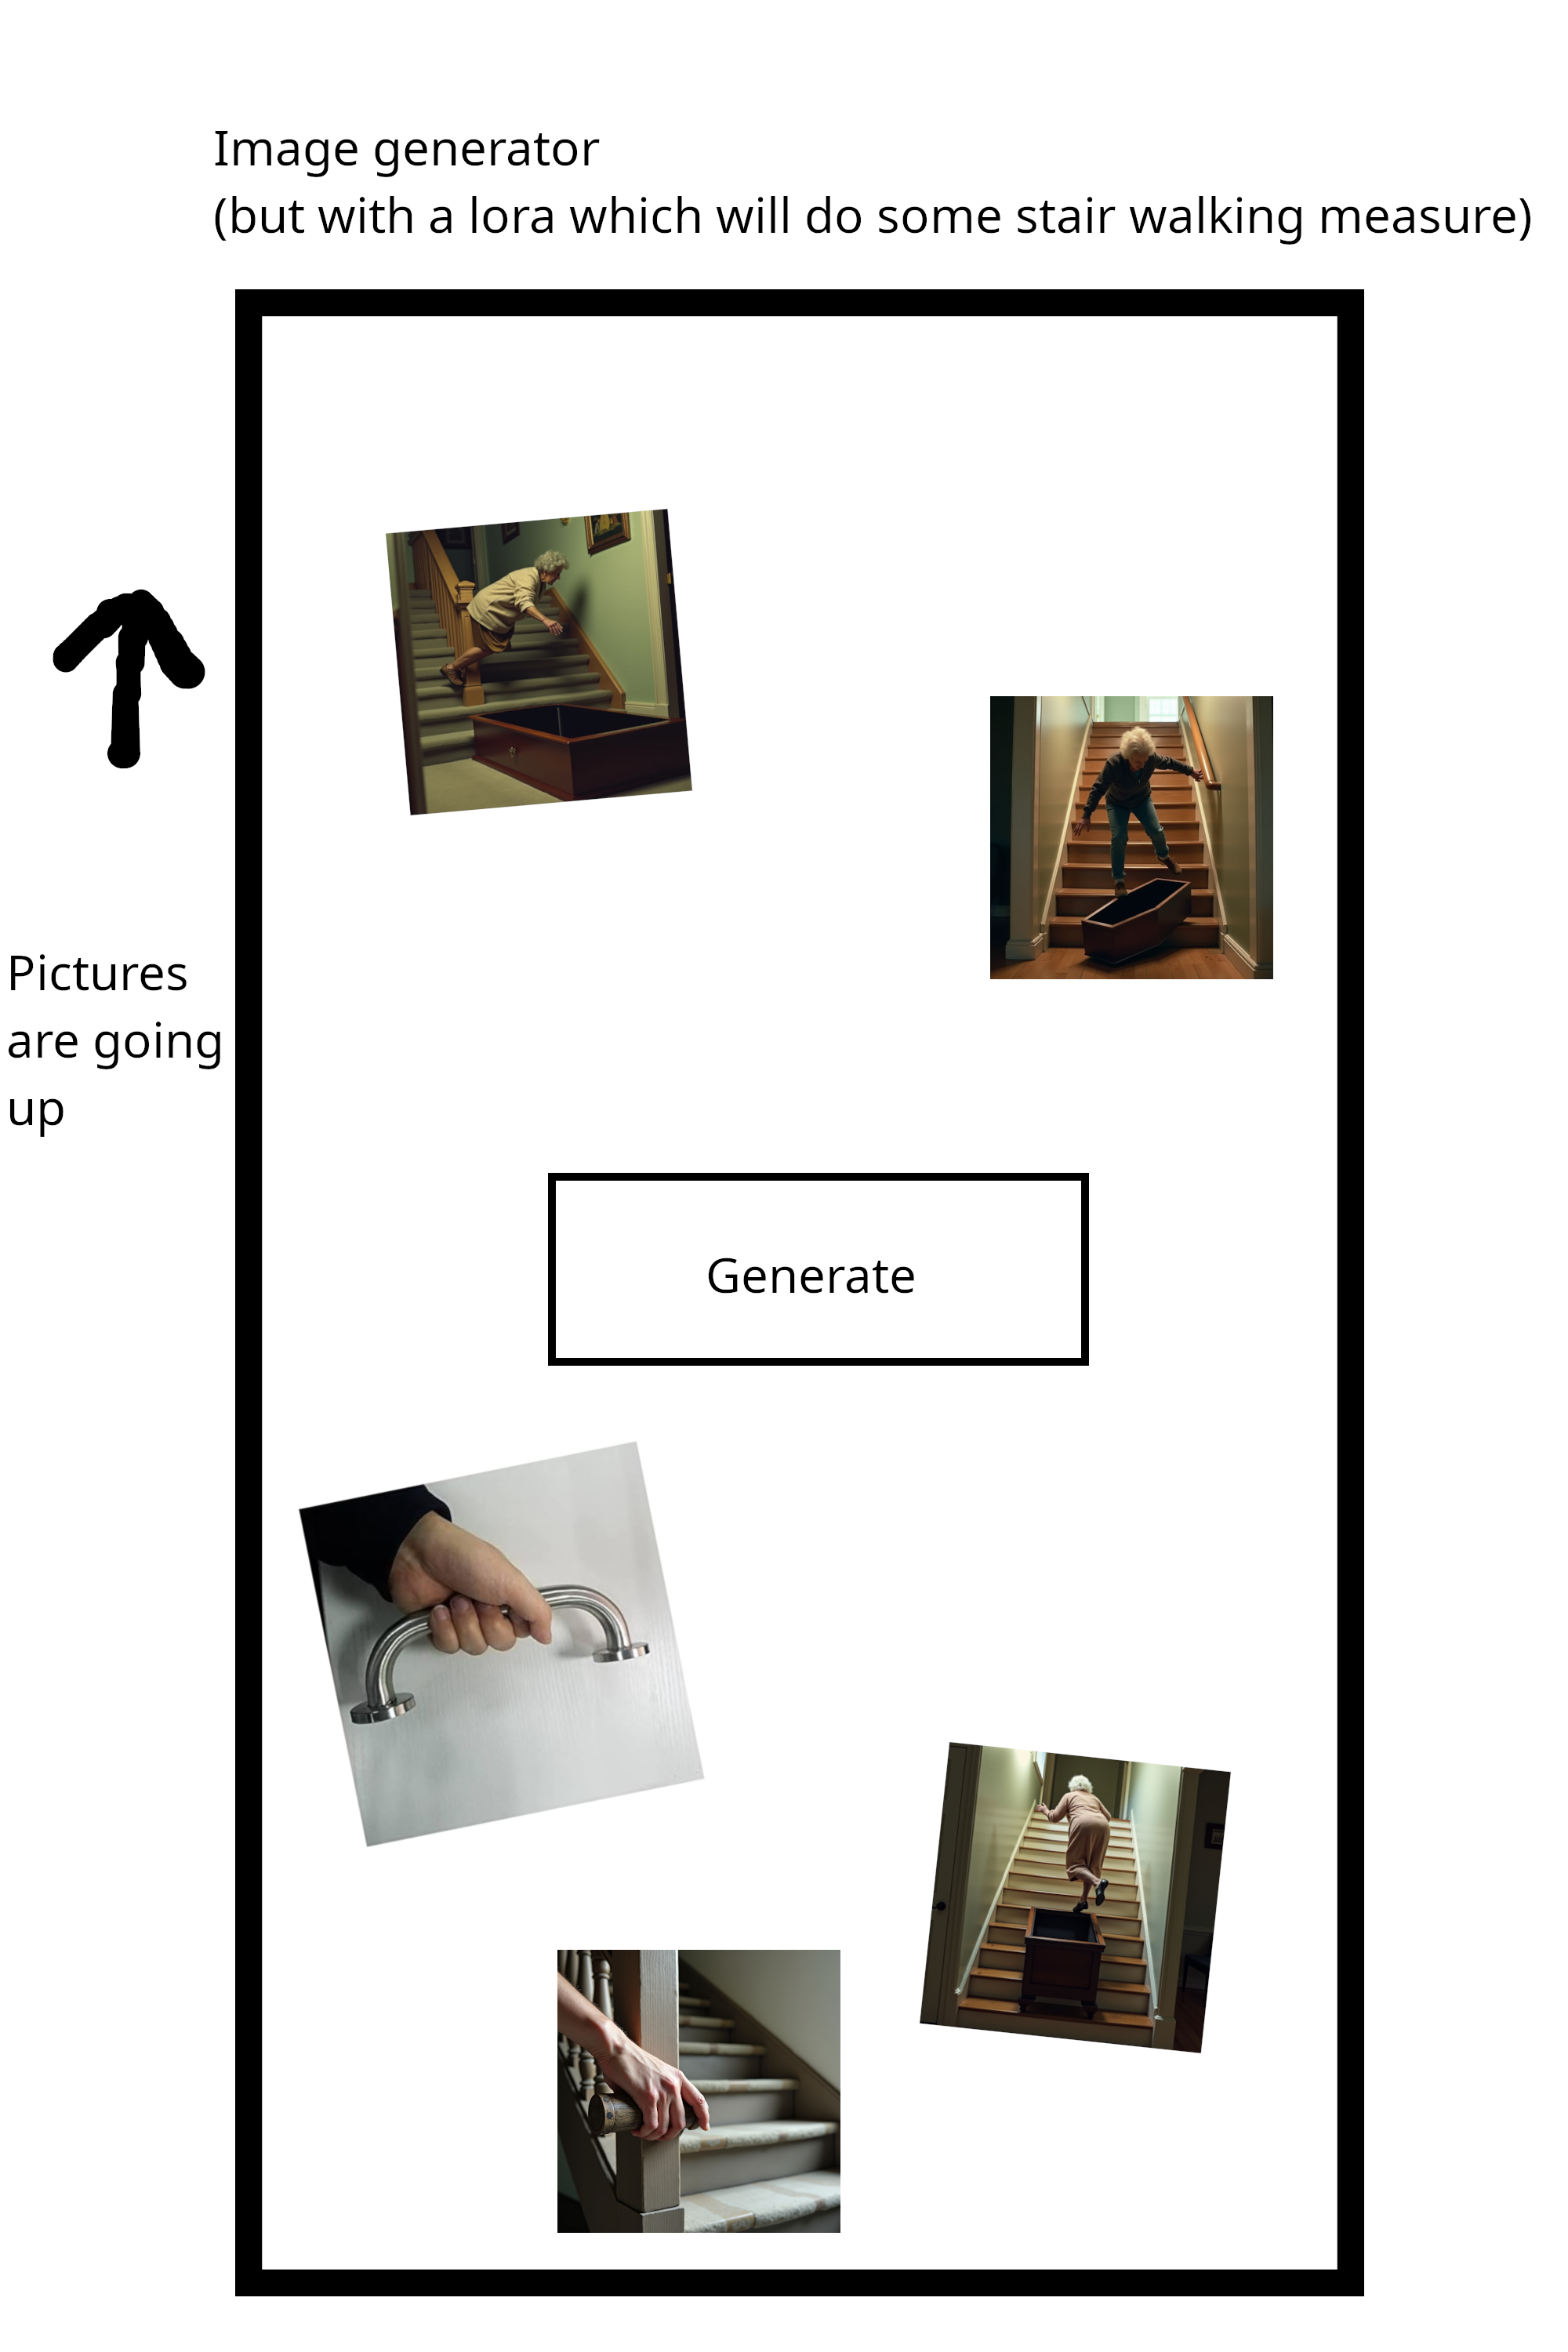 Image generator
(but with a lora which will do some stair walking measure)
Pictures
are going
up
Generate